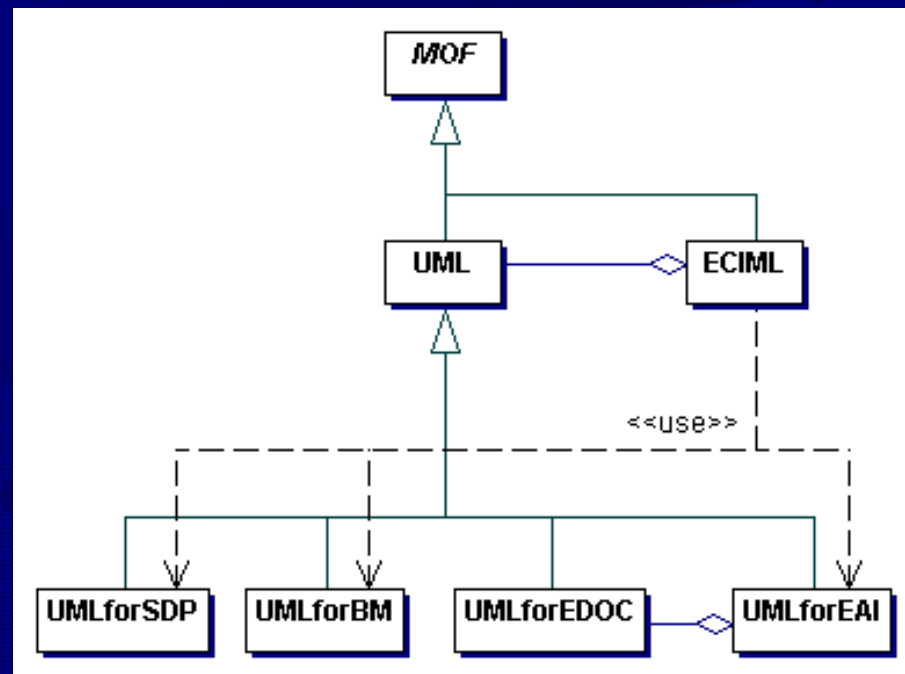 MOF
UML
ECIML
<<use>>
UMLforSDP
UMLforBM
UMLforEDOC
UMLforEAI